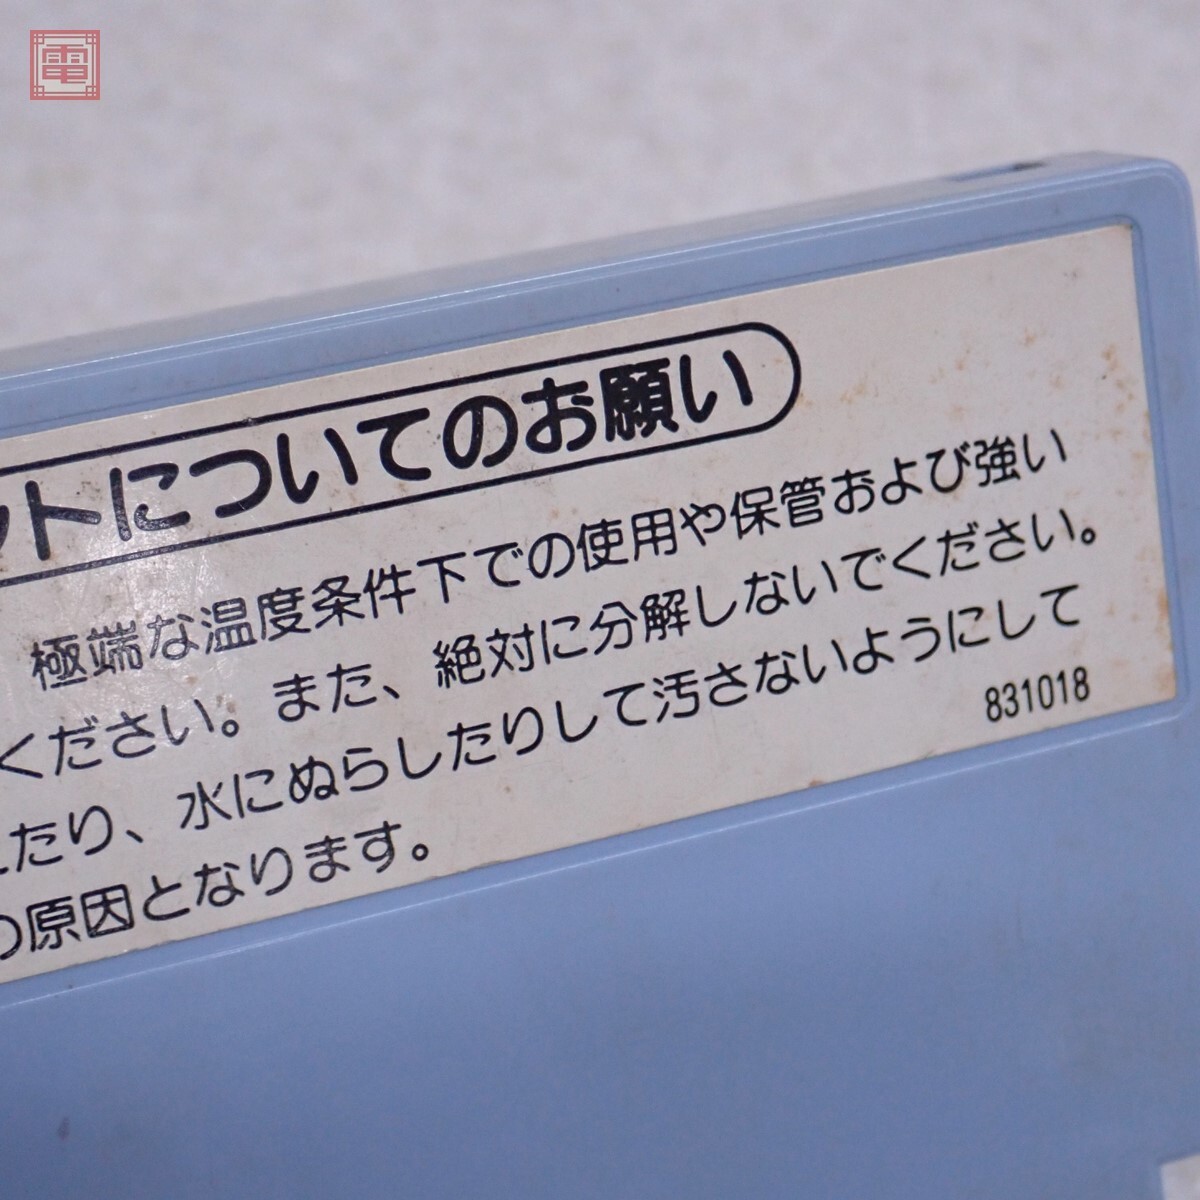 電
ットについてのお願い
極端な温度条件下での使用や保管および強い
ください。また、絶対に分解しないでください。
たり、水にぬらしたりして汚さないようにして
の原因となります。
831018